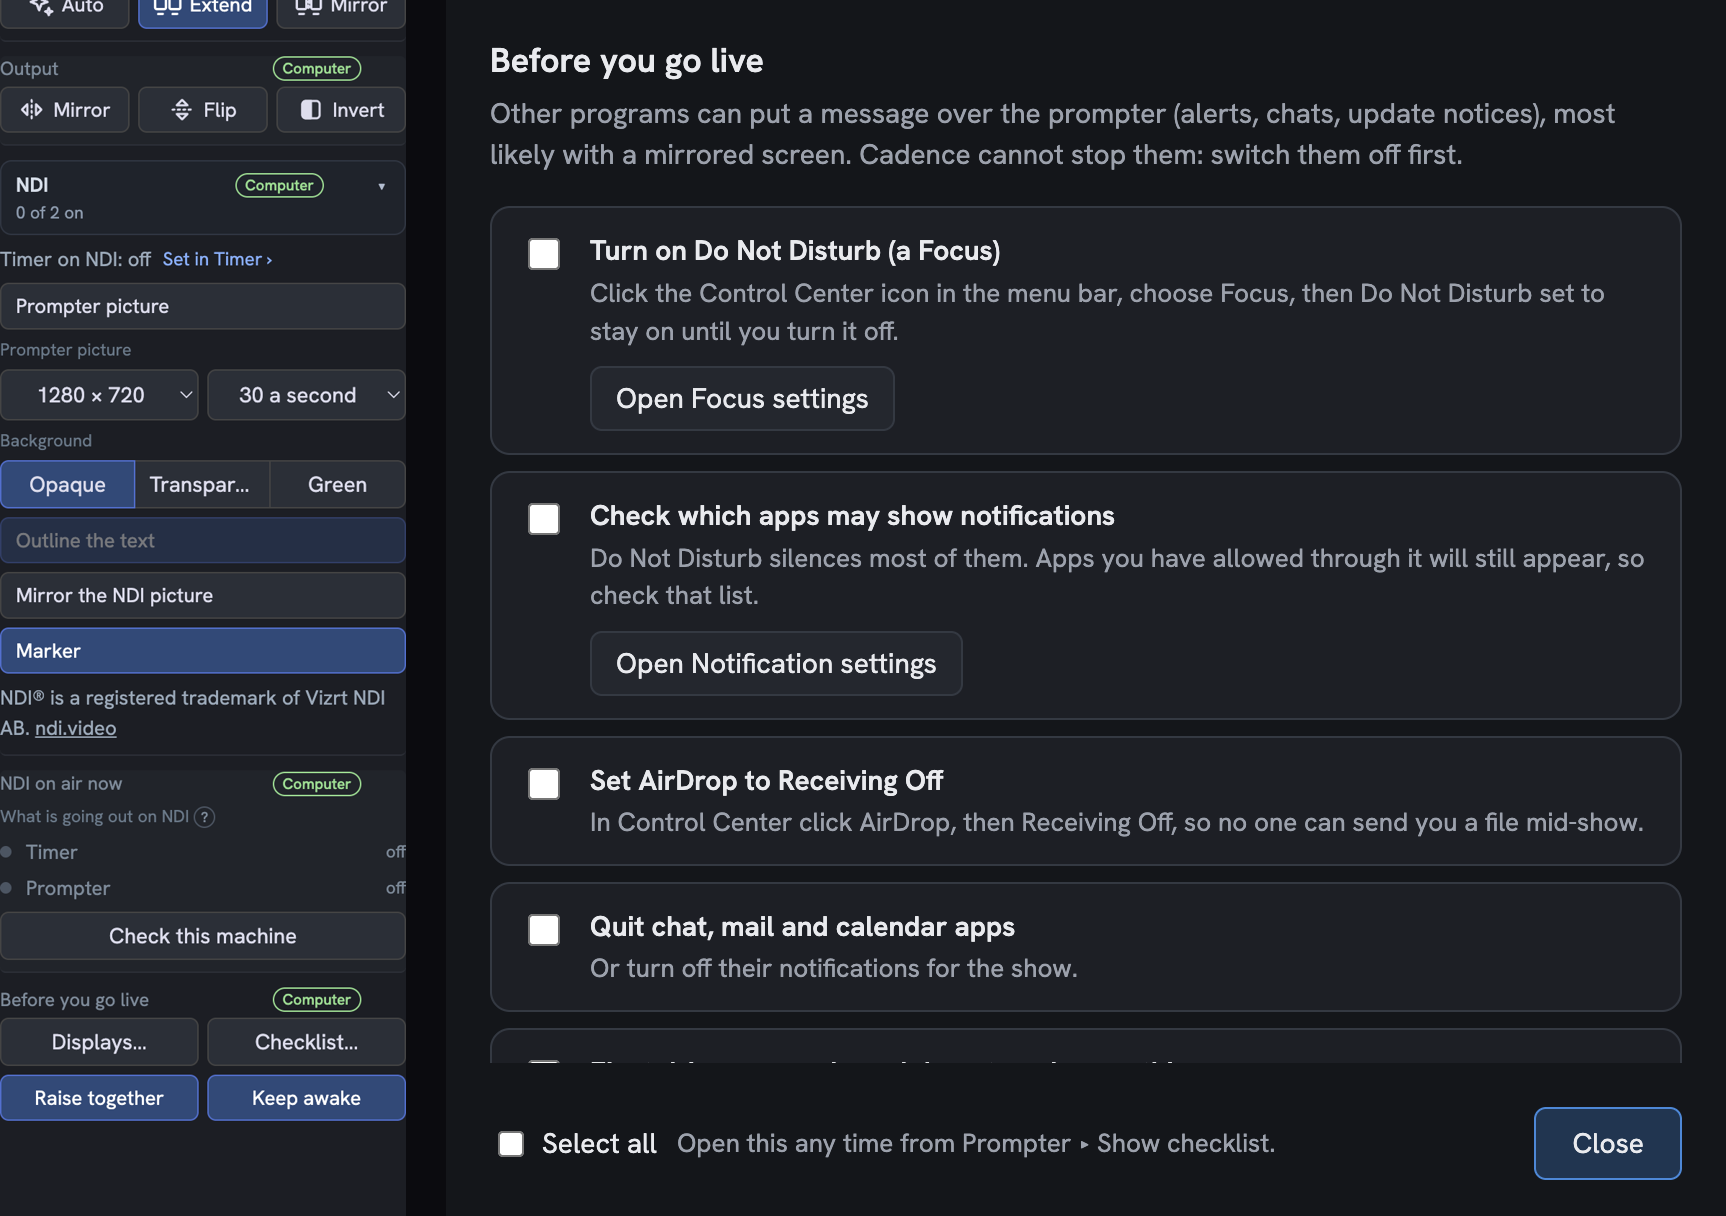 Auto
Extend
Mirror
Output
Computer
Mirror
Flip
Invert
NDI
Computer
0 of 2 on
Timer on NDI: off Set in Timer ›
Prompter picture
Prompter picture
1280 × 720
30 a second
Background
Opaque
Transpar...
Green
Outline the text
Mirror the NDI picture
Marker
NDI® is a registered trademark of Vizrt NDI
AB. ndi.video
NDI on air now
Computer
What is going out on NDI ?
Timer off
Prompter off
Check this machine
Before you go live
Computer
Displays...
Checklist...
Raise together
Keep awake
Before you go live
Other programs can put a message over the prompter (alerts, chats, update notices), most
likely with a mirrored screen. Cadence cannot stop them: switch them off first.
Turn on Do Not Disturb (a Focus)
Click the Control Center icon in the menu bar, choose Focus, then Do Not Disturb set to
stay on until you turn it off.
Open Focus settings
Check which apps may show notifications
Do Not Disturb silences most of them. Apps you have allowed through it will still appear, so
check that list.
Open Notification settings
Set AirDrop to Receiving Off
In Control Center click AirDrop, then Receiving Off, so no one can send you a file mid-show.
Quit chat, mail and calendar apps
Or turn off their notifications for the show.
Select all
Open this any time from Prompter ▸ Show checklist.
Close